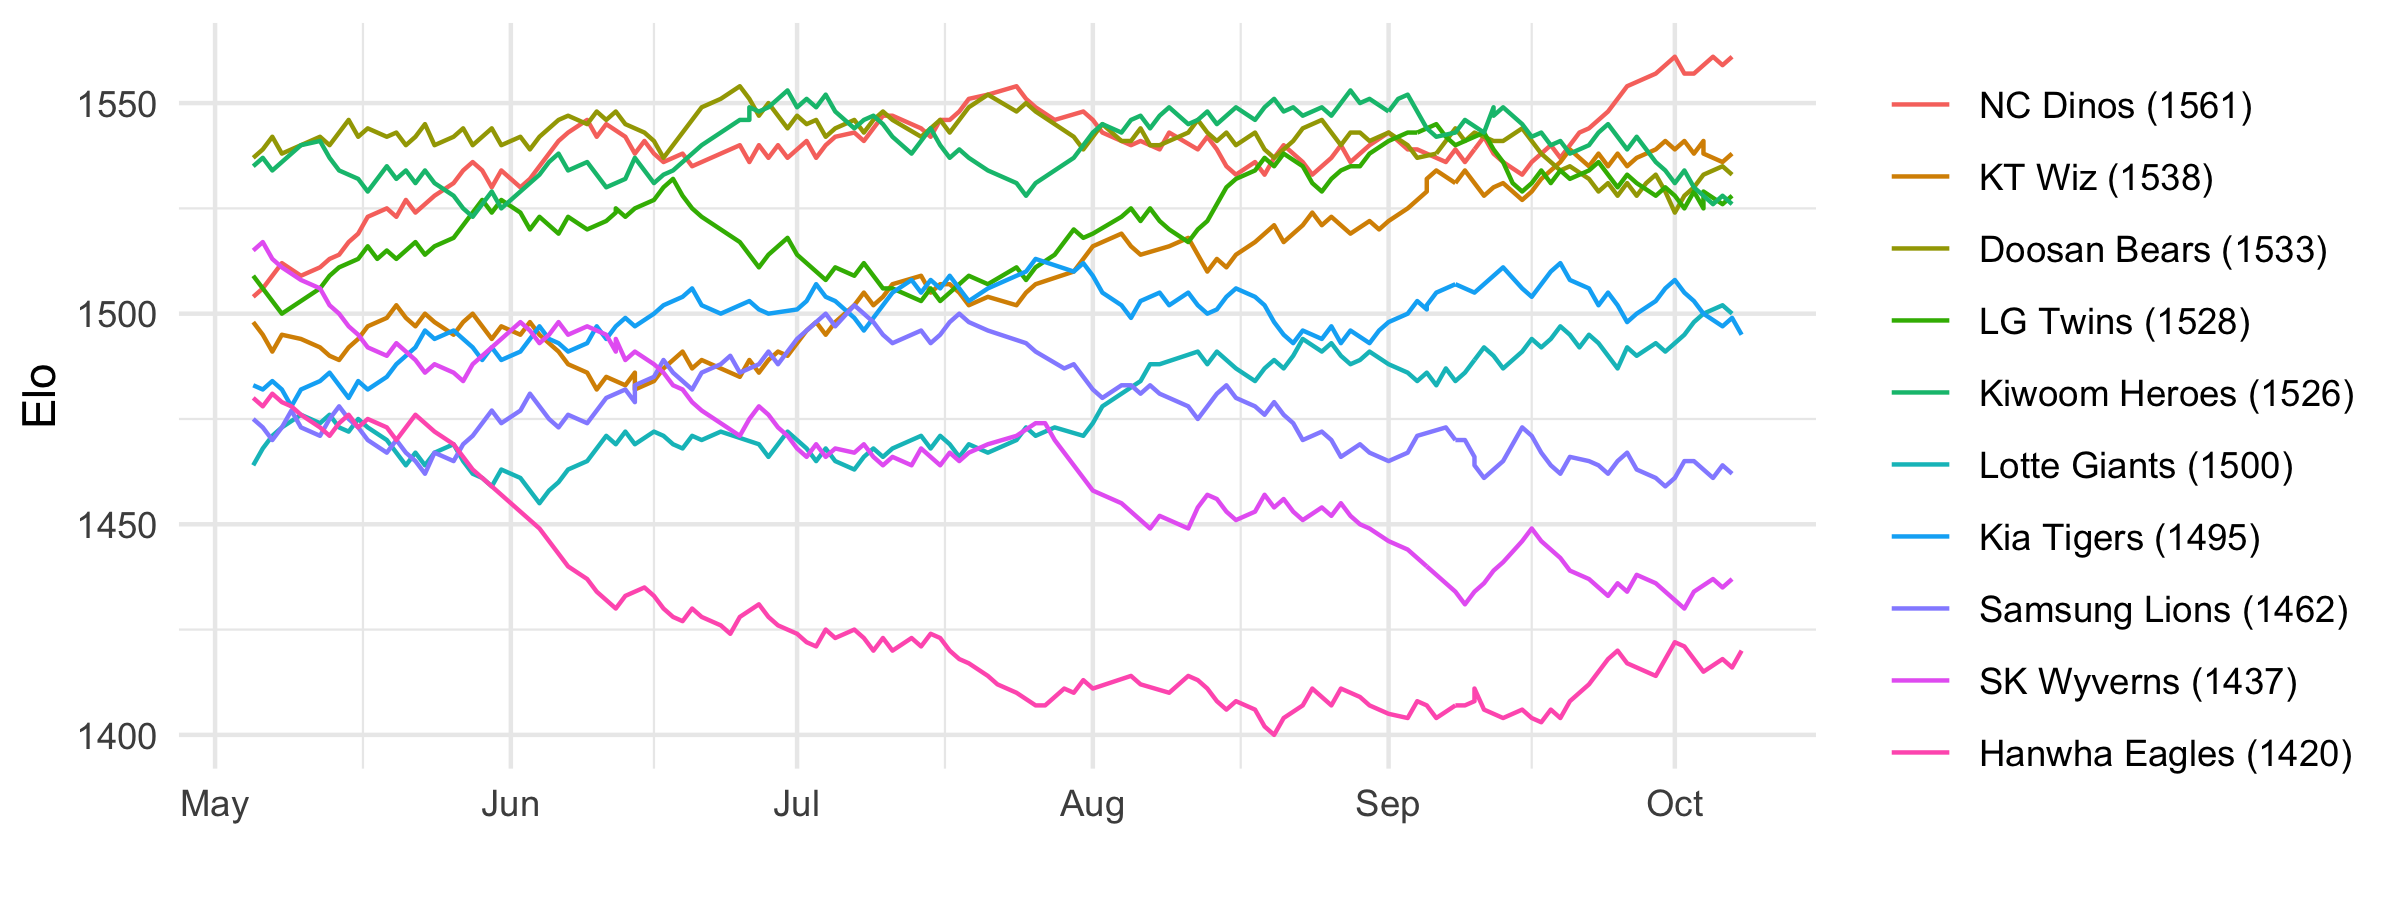 Elo
1550
1500
1450
1400
May Jun Jul Aug Sep Oct
NC Dinos (1561)
KT Wiz (1538)
Doosan Bears (1533)
LG Twins (1528)
Kiwoom Heroes (1526)
Lotte Giants (1500)
Kia Tigers (1495)
Samsung Lions (1462)
SK Wyverns (1437)
Hanwha Eagles (1420)